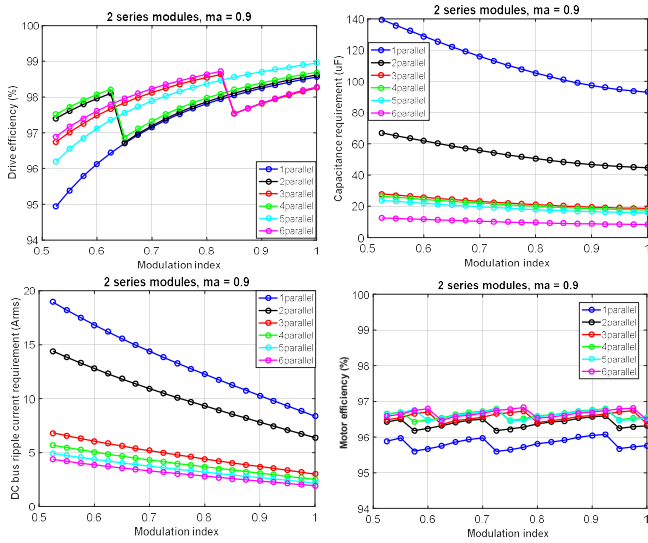 2 series modules, ma = 0.9
Drive efficiency (%)
100
99
98
97
96
95
94
0.5
0.6
0.7
0.8
0.9
1
Modulation index
1parallel
2parallel
3parallel
4parallel
5parallel
6parallel
2 series modules, ma = 0.9
Capacitance requirement (uF)
140
120
100
80
60
40
20
0
0.5
0.6
0.7
0.8
0.9
1
Modulation index
1parallel
2parallel
3parallel
4parallel
5parallel
6parallel
2 series modules, ma = 0.9
DC bus ripple current requirement (Arms)
20
15
10
5
0
0.5
0.6
0.7
0.8
0.9
1
Modulation index
1parallel
2parallel
3parallel
4parallel
5parallel
6parallel
2 series modules, ma = 0.9
Motor efficiency (%)
100
99
98
97
96
95
94
0.5
0.6
0.7
0.8
0.9
1
Modulation index
1parallel
2parallel
3parallel
4parallel
5parallel
6parallel